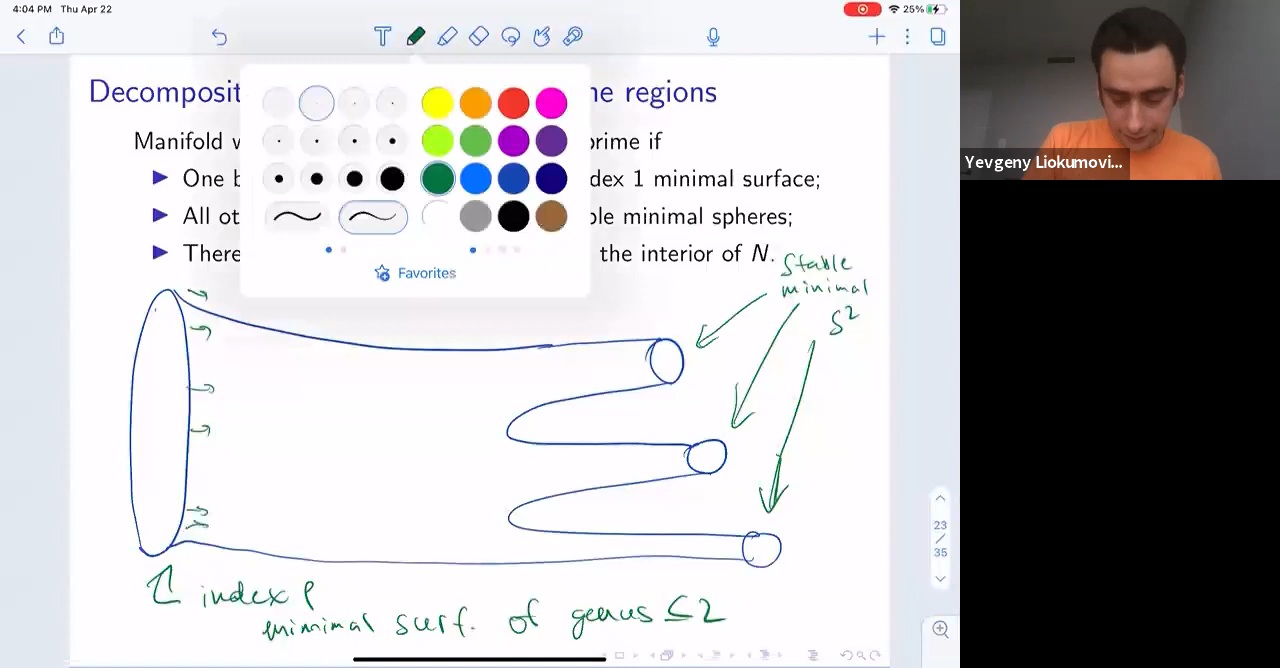 4:04 PM Thu Apr 22
25%
Decomposit ne regions
Manifold w prime if
One b dex 1 minimal surface;
All ot ble minimal spheres;
There the interior of N.
Favorites
Stable
minimal
S²
index 1
minimal surf. of genus ≤2
23
/
35
Yevgeny Liokumovi...